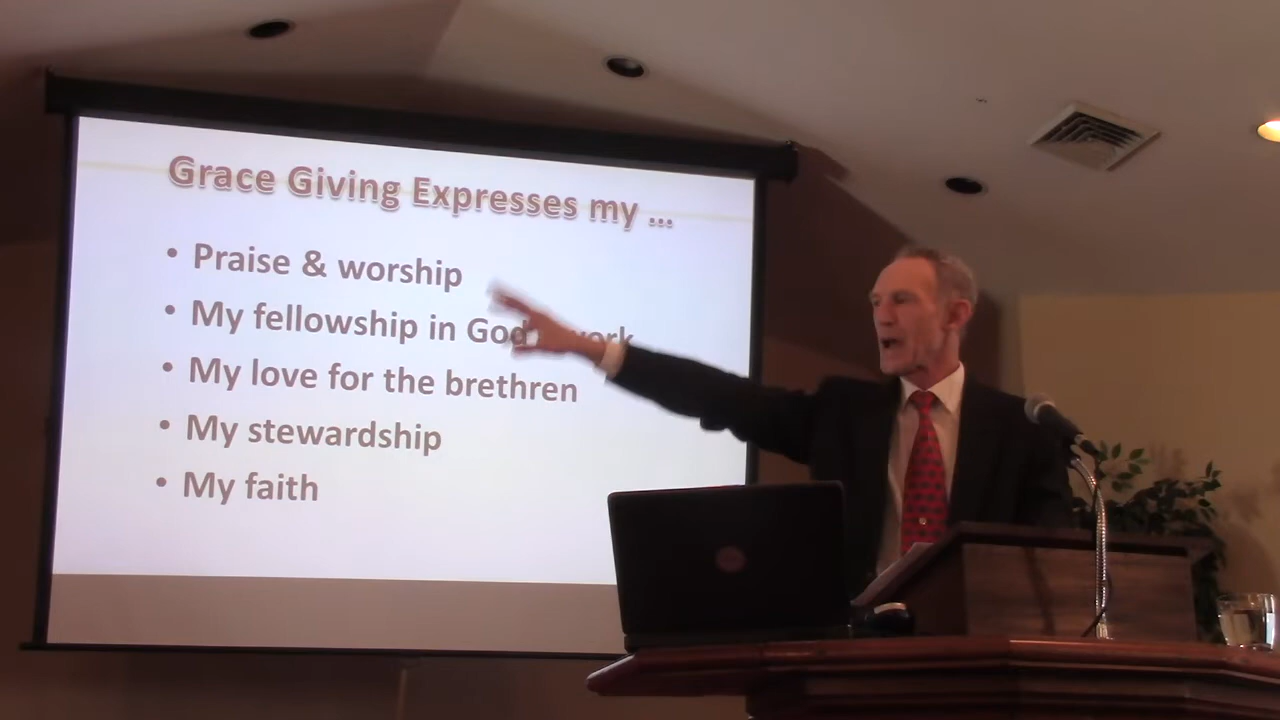 Grace Giving Expresses my ...
• Praise & worship
• My fellowship in God's work
• My love for the brethren
• My stewardship
• My faith